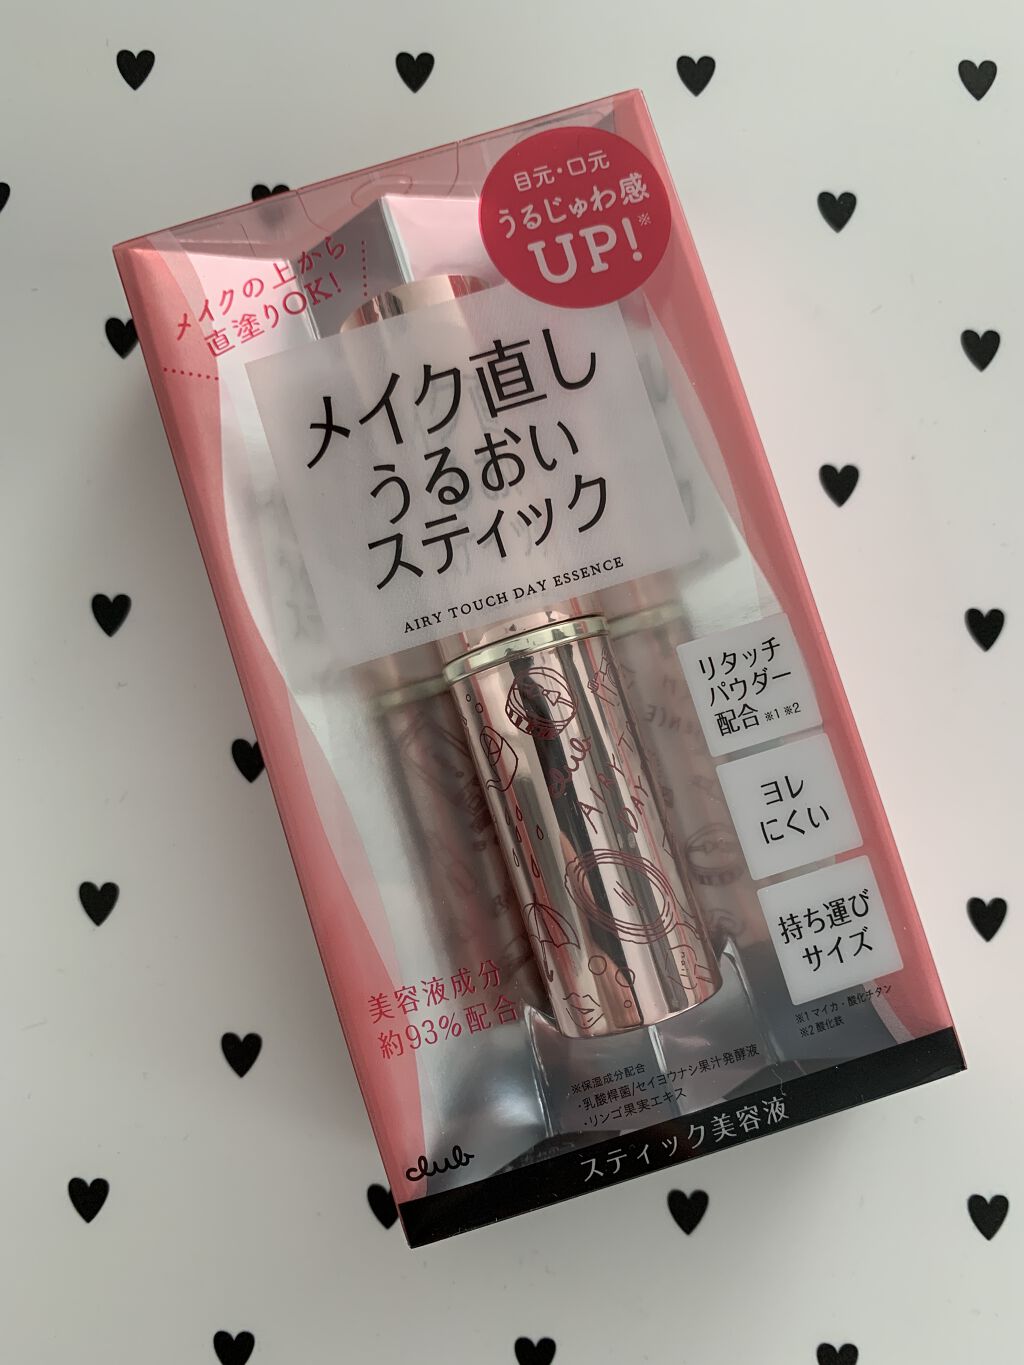 目元・口元
うるじゅわ感
UP!※
メイクの上から
直塗りOK!
メイク直し
うるおい
スティック
AIRY TOUCH DAY ESSENCE
リタッチ
パウダー
配合※1※2
ヨレ
にくい
持ち運び
サイズ
※1マイカ・酸化チタン
※2酸化鉄
club
AIRY T
DAY
美容液成分
約93%配合
※保湿成分配合
・乳酸桿菌/セイヨウナシ果汁発酵液
・リンゴ果実エキス
club
スティック美容液